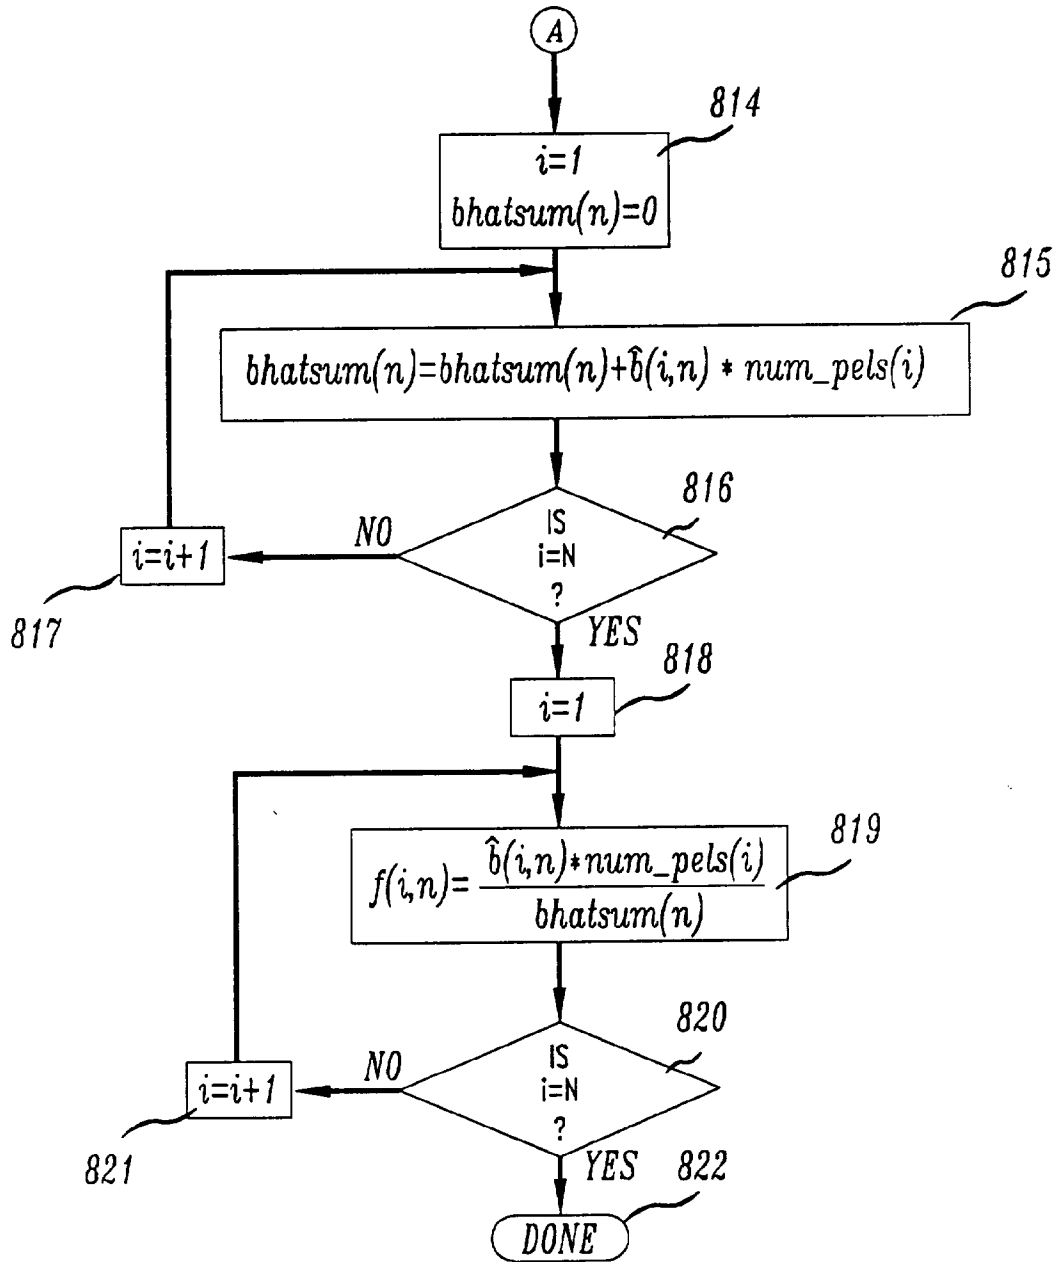 A
814
i=1
bhatsum(n)=0
815
bhatsum(n)=bhatsum(n)+b̂(i,n) * num_pels(i)
816
IS
i=N
?
NO
i=i+1
817
YES
818
i=1
819
b̂(i,n)*num_pels(i)
f(i,n)=
bhatsum(n)
820
IS
i=N
?
NO
i=i+1
821
YES
822
DONE